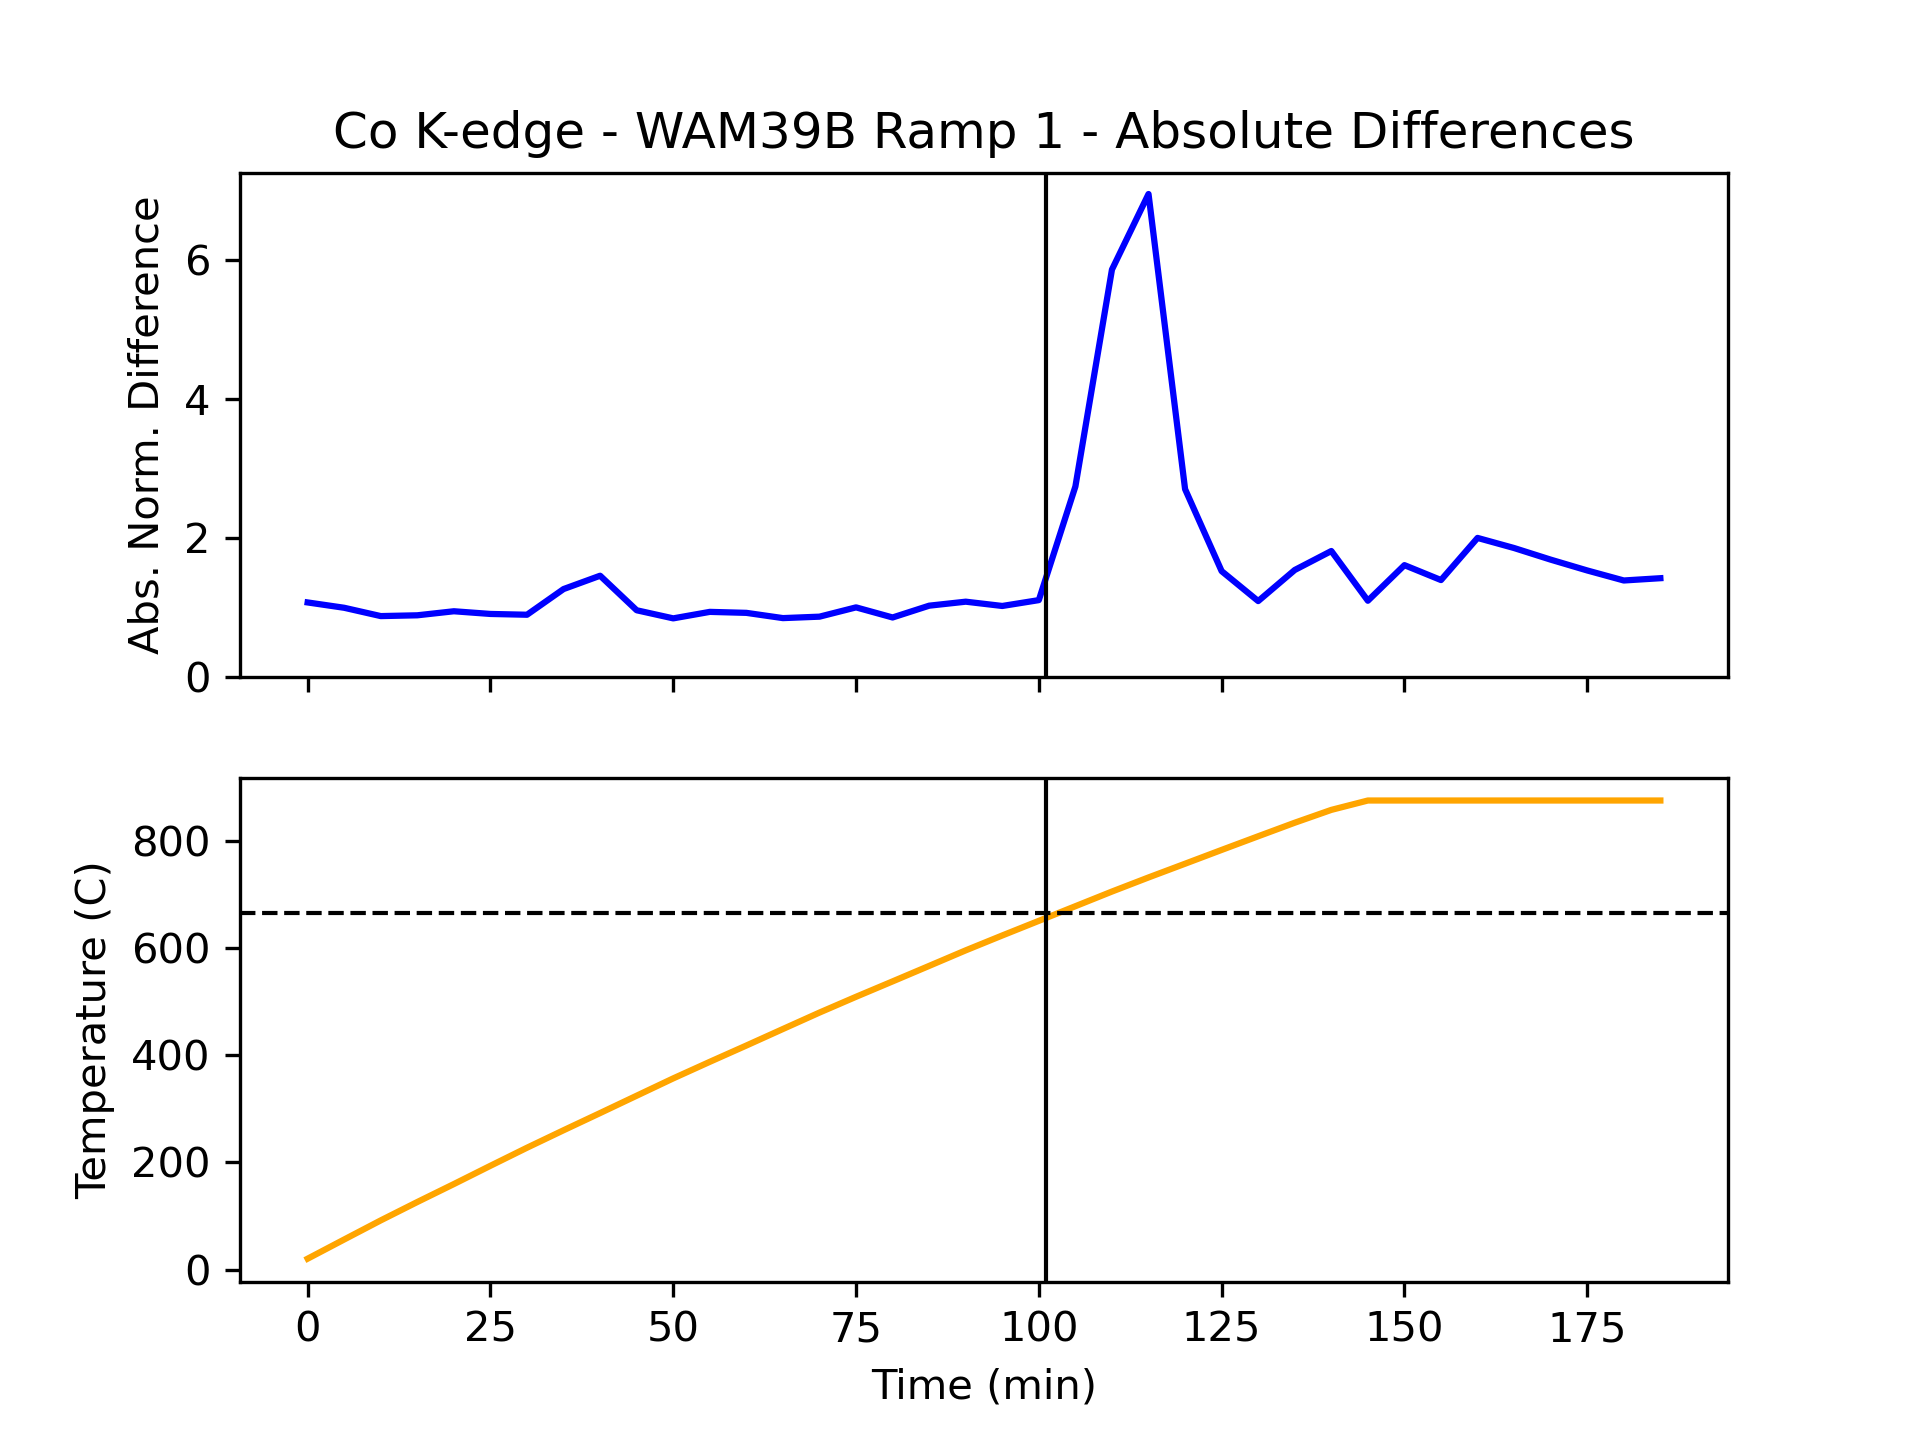 Co K-edge - WAM39B Ramp 1 - Absolute Differences
Abs. Norm. Difference
6
4
2
0
Temperature (C)
800
600
400
200
0
0 25 50 75 100 125 150 175
Time (min)